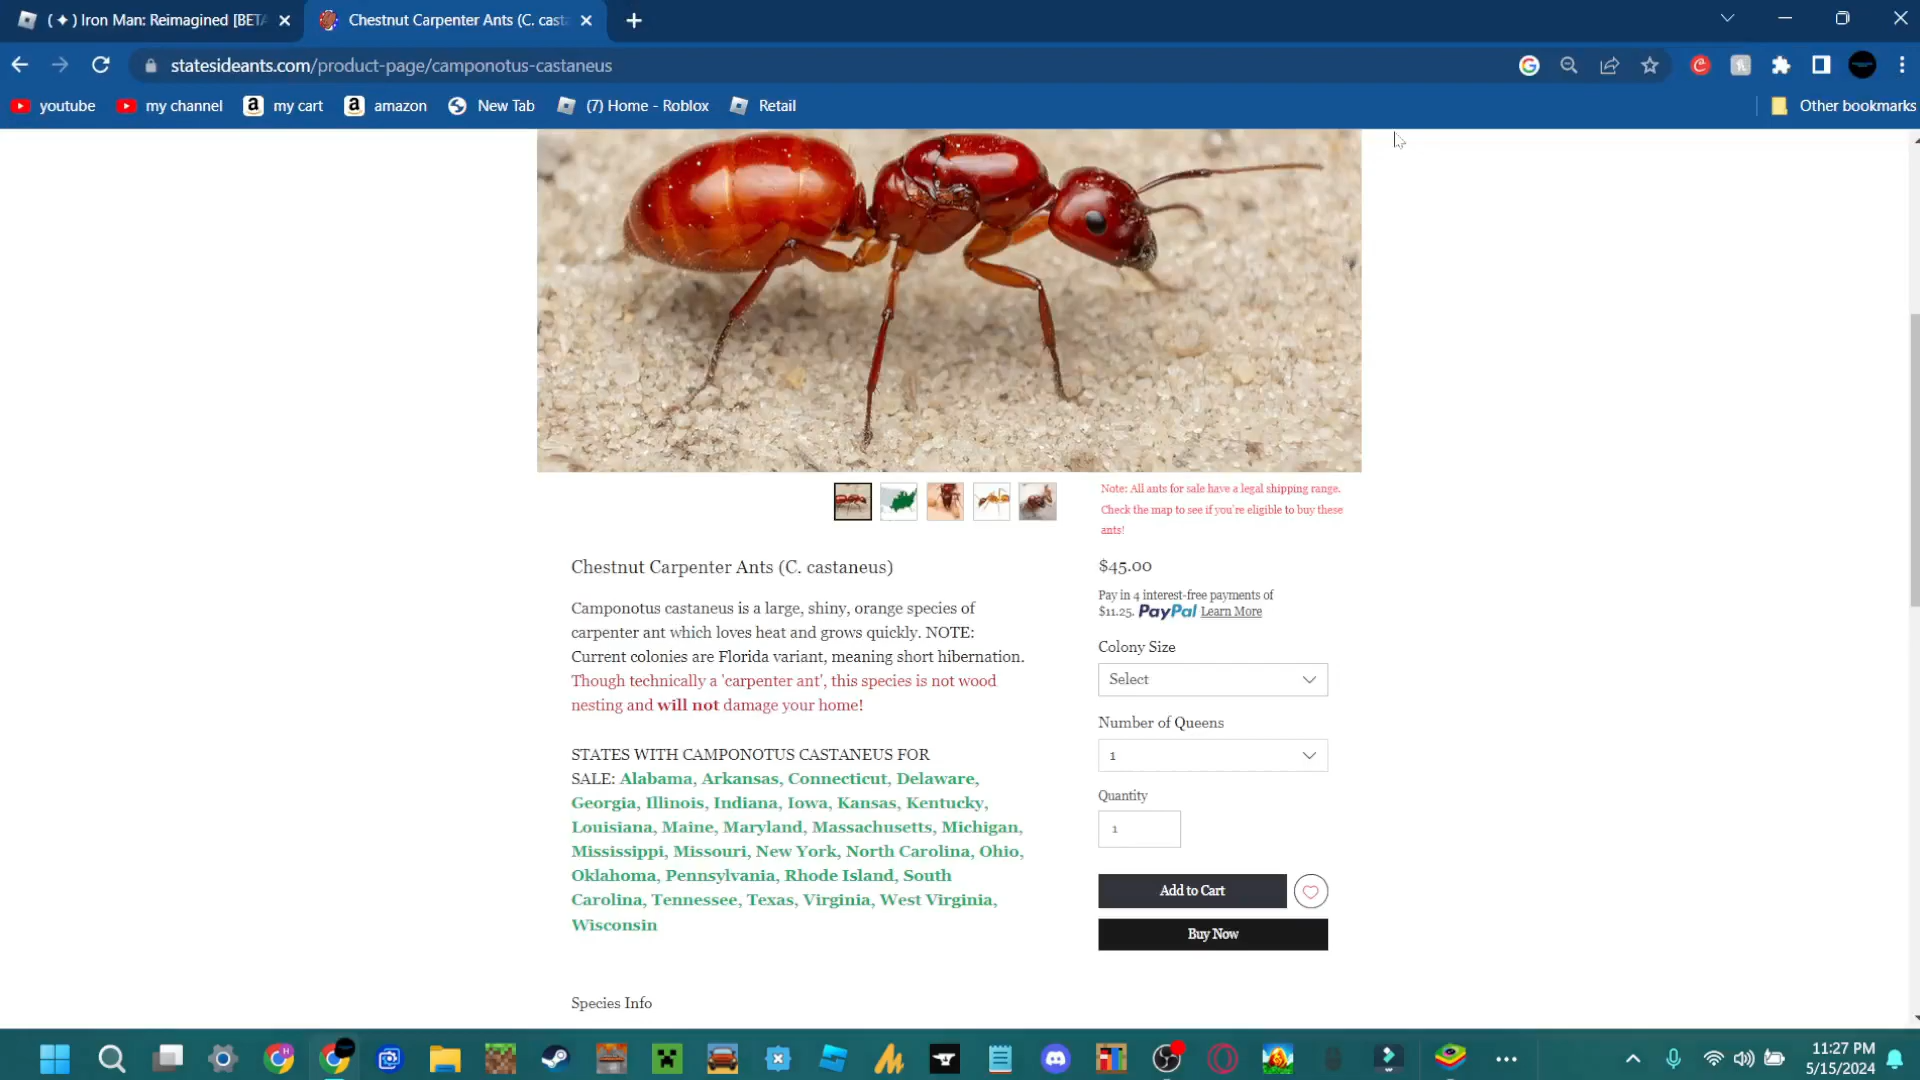 ( ✦ ) Iron Man: Reimagined [BETA
Chestnut Carpenter Ants (C. cast
statesideants.com/product-page/camponotus-castaneus
youtube
my channel
my cart
amazon
New Tab
(7) Home - Roblox
Retail
Other bookmarks
Note: All ants for sale have a legal shipping range.
Check the map to see if you're eligible to buy these
ants!
Chestnut Carpenter Ants (C. castaneus)
Camponotus castaneus is a large, shiny, orange species of
carpenter ant which loves heat and grows quickly. NOTE:
Current colonies are Florida variant, meaning short hibernation.
Though technically a 'carpenter ant', this species is not wood
nesting and will not damage your home!
STATES WITH CAMPONOTUS CASTANEUS FOR
SALE: Alabama, Arkansas, Connecticut, Delaware,
Georgia, Illinois, Indiana, Iowa, Kansas, Kentucky,
Louisiana, Maine, Maryland, Massachusetts, Michigan,
Mississippi, Missouri, New York, North Carolina, Ohio,
Oklahoma, Pennsylvania, Rhode Island, South
Carolina, Tennessee, Texas, Virginia, West Virginia,
Wisconsin
Species Info
$45.00
Pay in 4 interest-free payments of
$11.25. PayPal Learn More
Colony Size
Select
Number of Queens
1
Quantity
1
Add to Cart
Buy Now
11:27 PM
5/15/2024